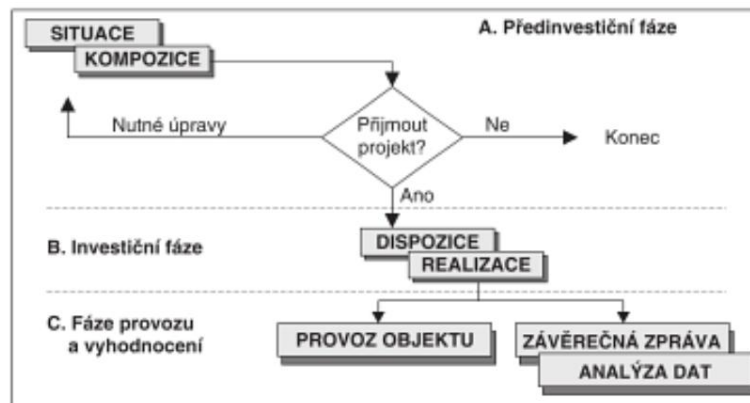 A. Předinvestiční fáze
SITUACE
KOMPOZICE
Nutné úpravy
Přijmout
projekt?
Ne
Konec
Ano
B. Investiční fáze
DISPOZICE
REALIZACE
C. Fáze provozu
a vyhodnocení
PROVOZ OBJEKTU
ZÁVĚREČNÁ ZPRÁVA
ANALÝZA DAT